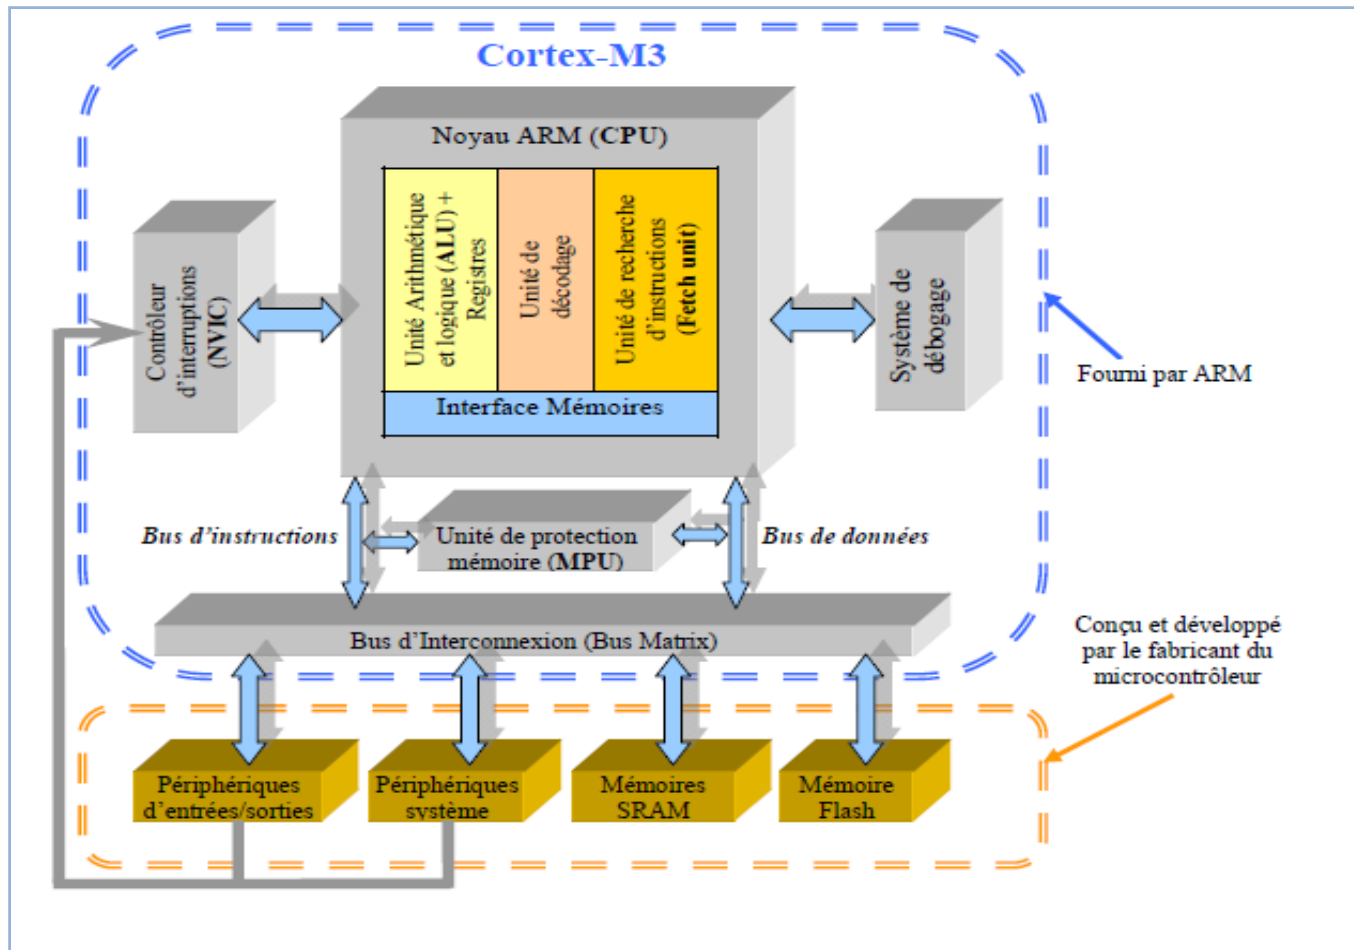 Cortex-M3
Noyau ARM (CPU)
Unité Arithmétique
et logique (ALU) +
Registres
Unité de
décodage
Unité de recherche
d'instructions
(Fetch unit)
Interface Mémoires
Contrôleur
d'interruptions
(NVIC)
Système de
débogage
Fourni par ARM
Bus d'instructions
Unité de protection
mémoire (MPU)
Bus de données
Bus d'Interconnexion (Bus Matrix)
Conçu et développé
par le fabricant du
microcontrôleur
Périphériques
d'entrées/sorties
Périphériques
système
Mémoires
SRAM
Mémoire
Flash